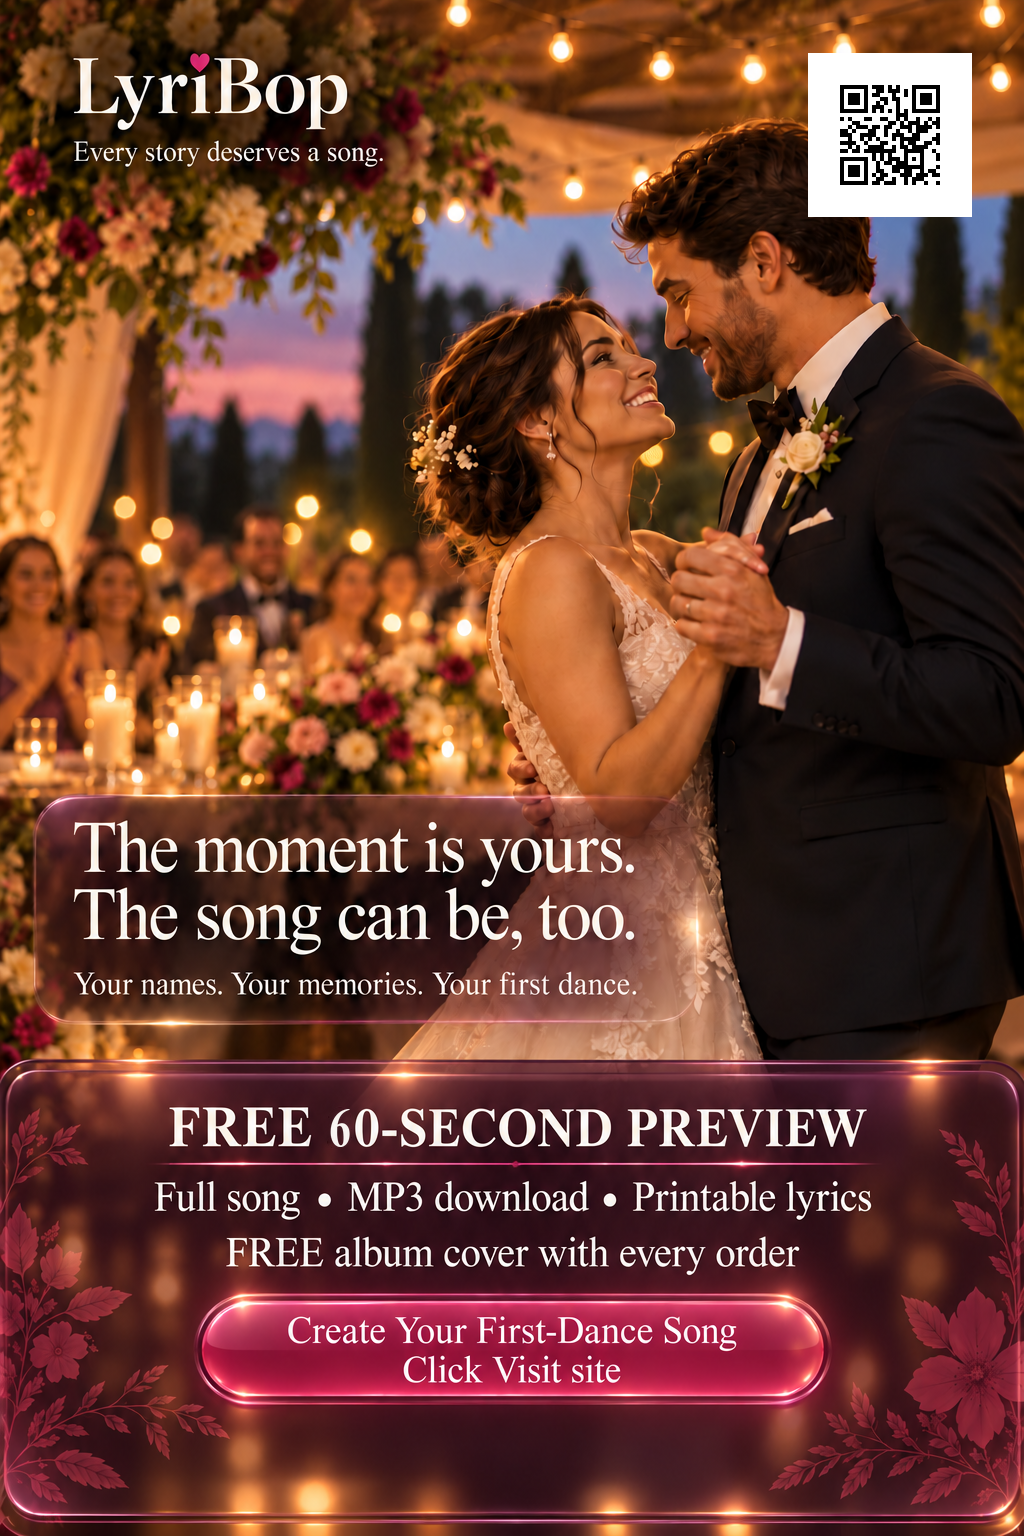 LyriBop
Every story deserves a song.
The moment is yours.
The song can be, too.
Your names. Your memories. Your first dance.
FREE 60-SECOND PREVIEW
Full song • MP3 download • Printable lyrics
FREE album cover with every order
Create Your First-Dance Song
Click Visit site